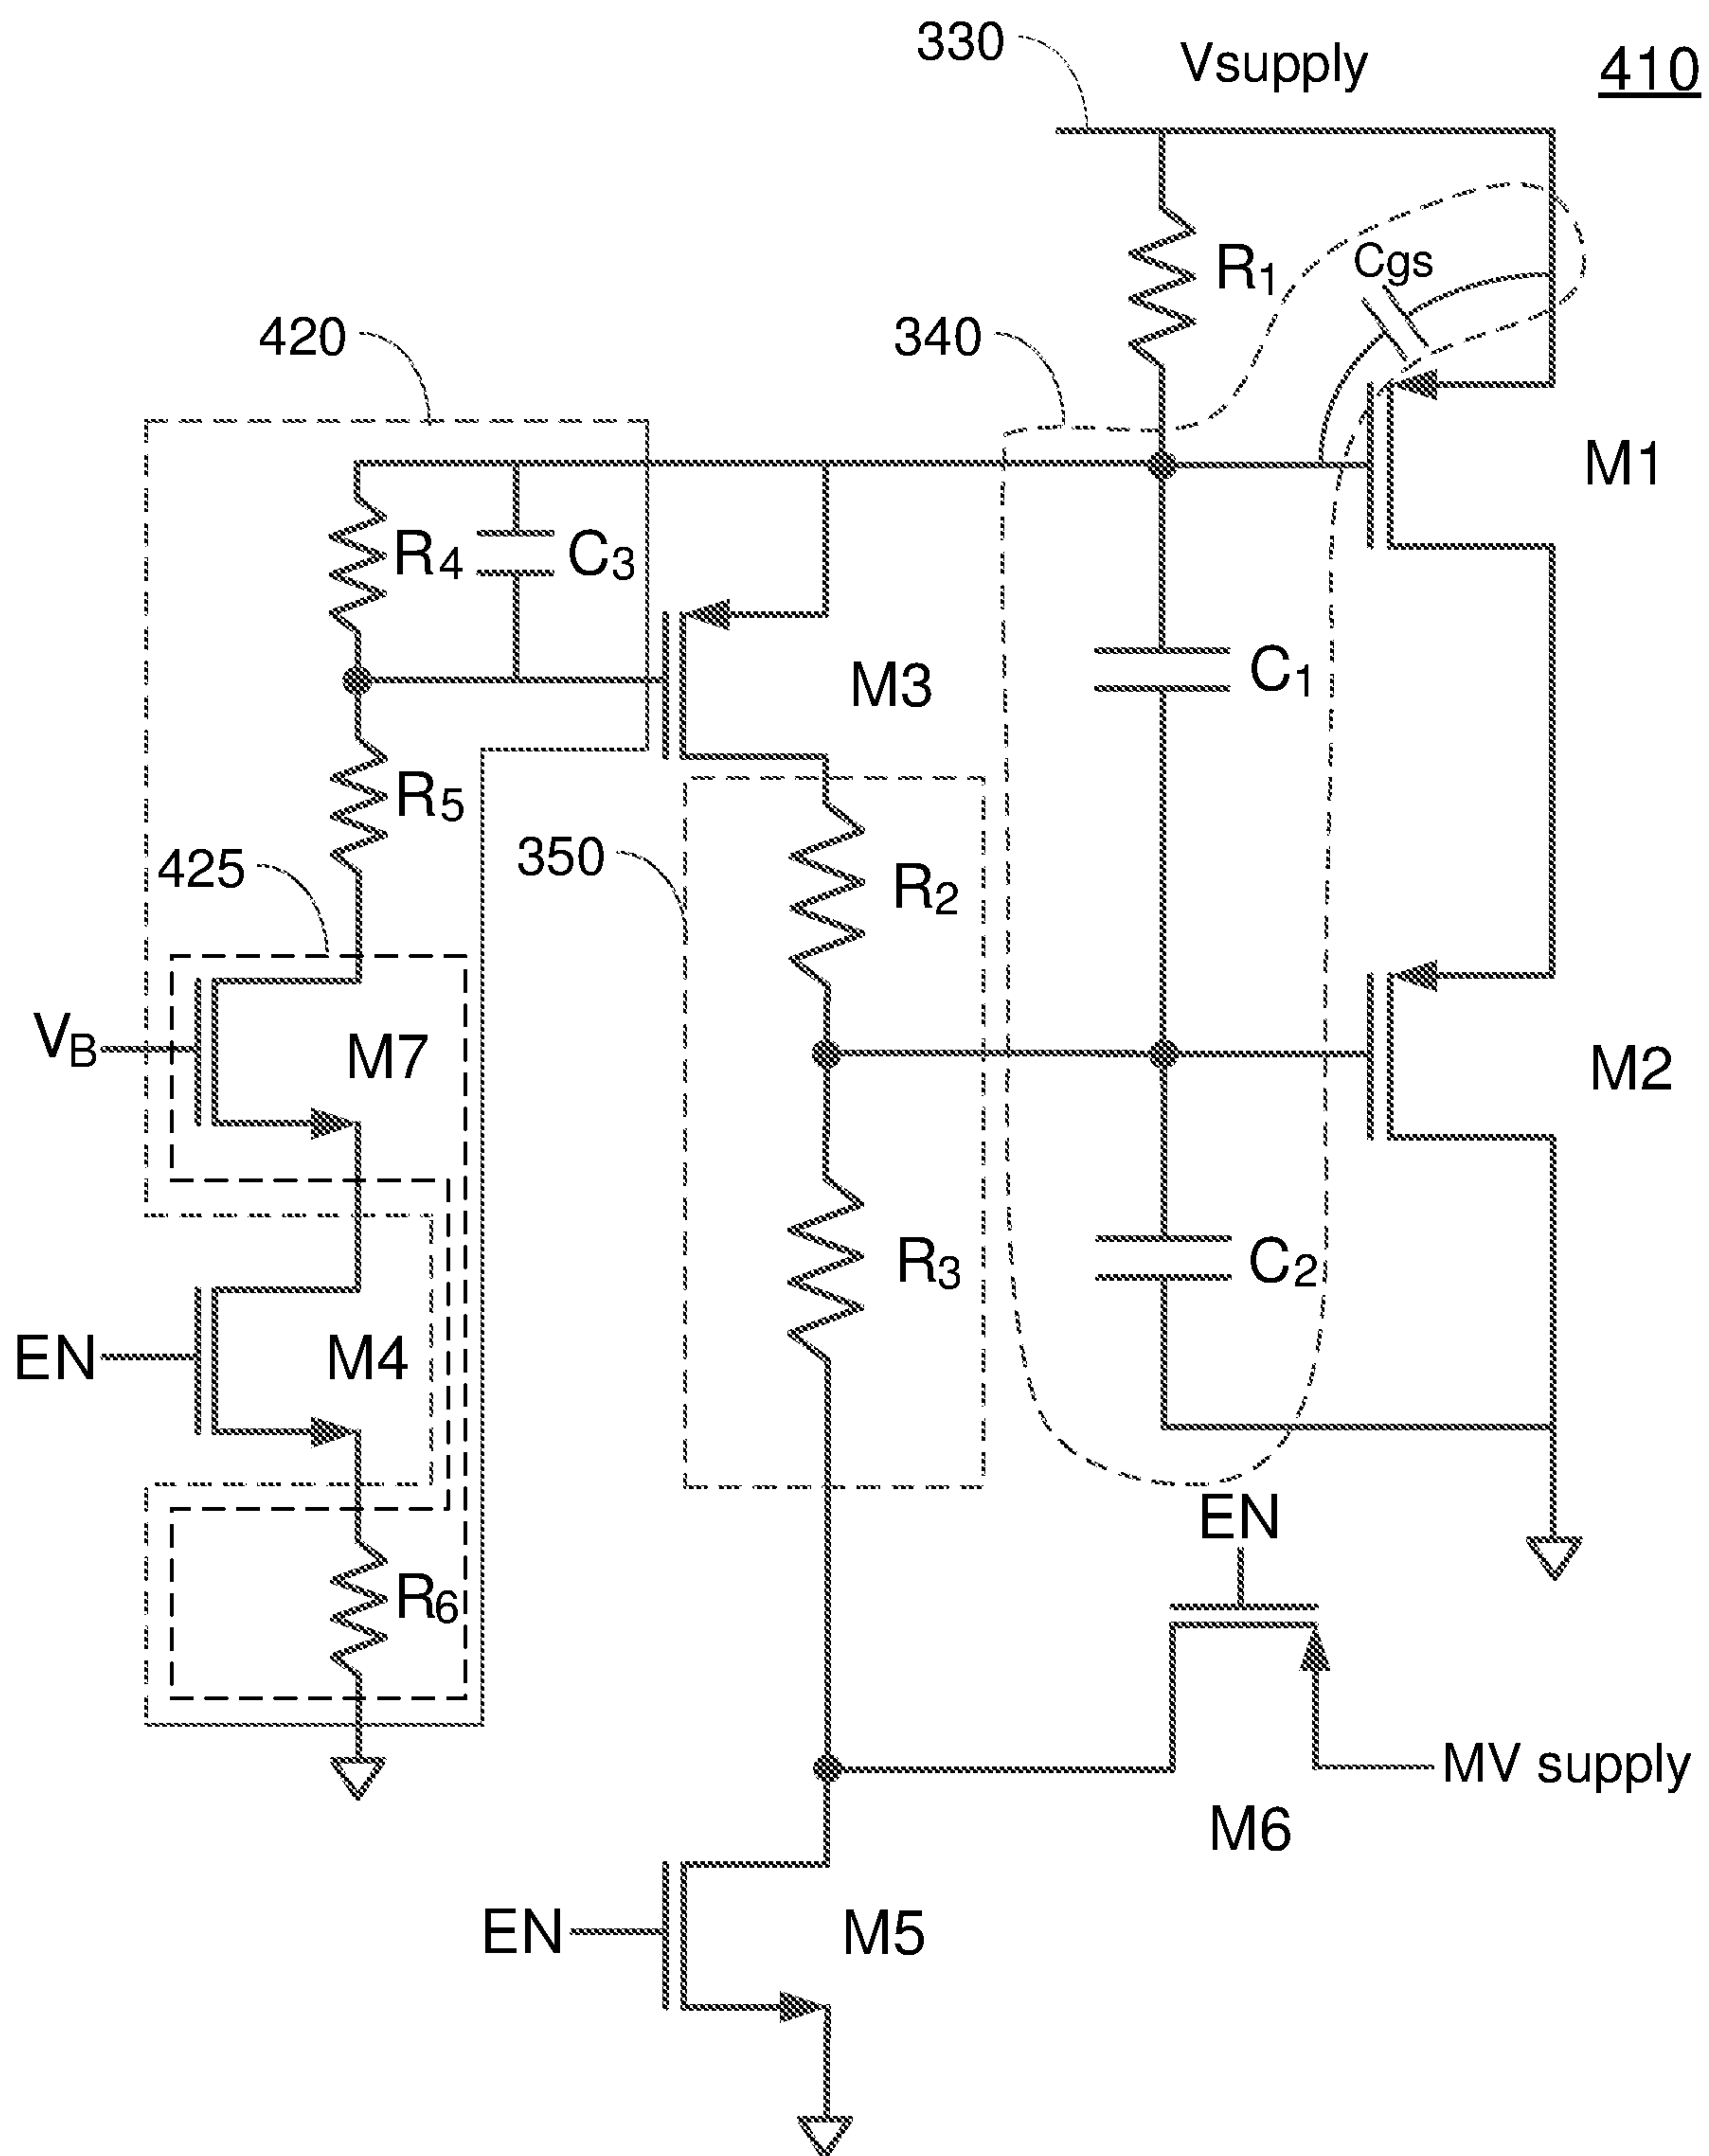 330
Vsupply
410
R1
Cgs
420
340
M1
R4
C3
M3
C1
R5
425
350
R2
VB
M7
M2
R3
C2
EN
M4
EN
R6
MV supply
M6
EN
M5